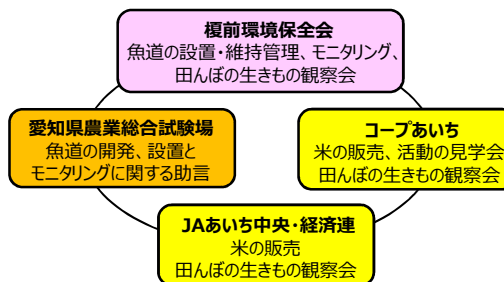 榎前環境保全会
魚道の設置・維持管理、モニタリング、
田んぼの生きもの観察会
愛知県農業総合試験場
魚道の開発、設置と
モニタリングに関する助言
コープあいち
米の販売、活動の見学会
田んぼの生きもの観察会
JAあいち中央・経済連
米の販売
田んぼの生きもの観察会